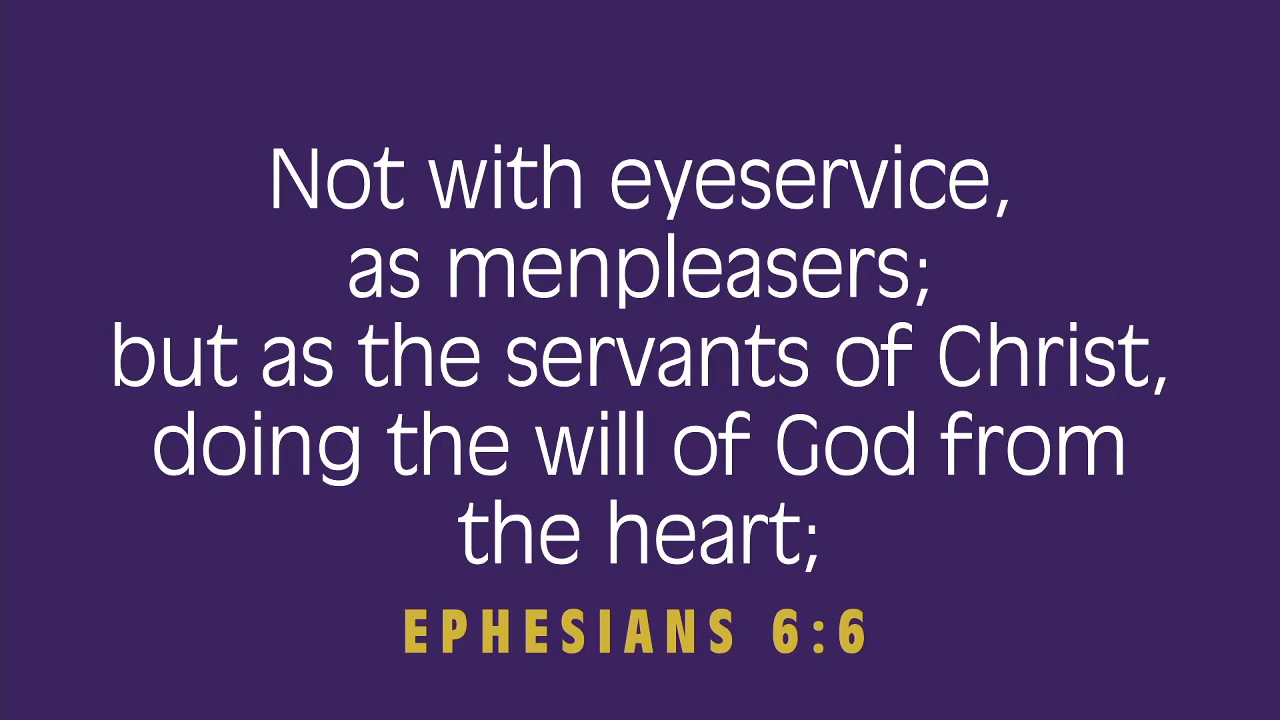 Not with eyeservice,
as menpleasers;
but as the servants of Christ,
doing the will of God from
the heart;
EPHESIANS 6:6